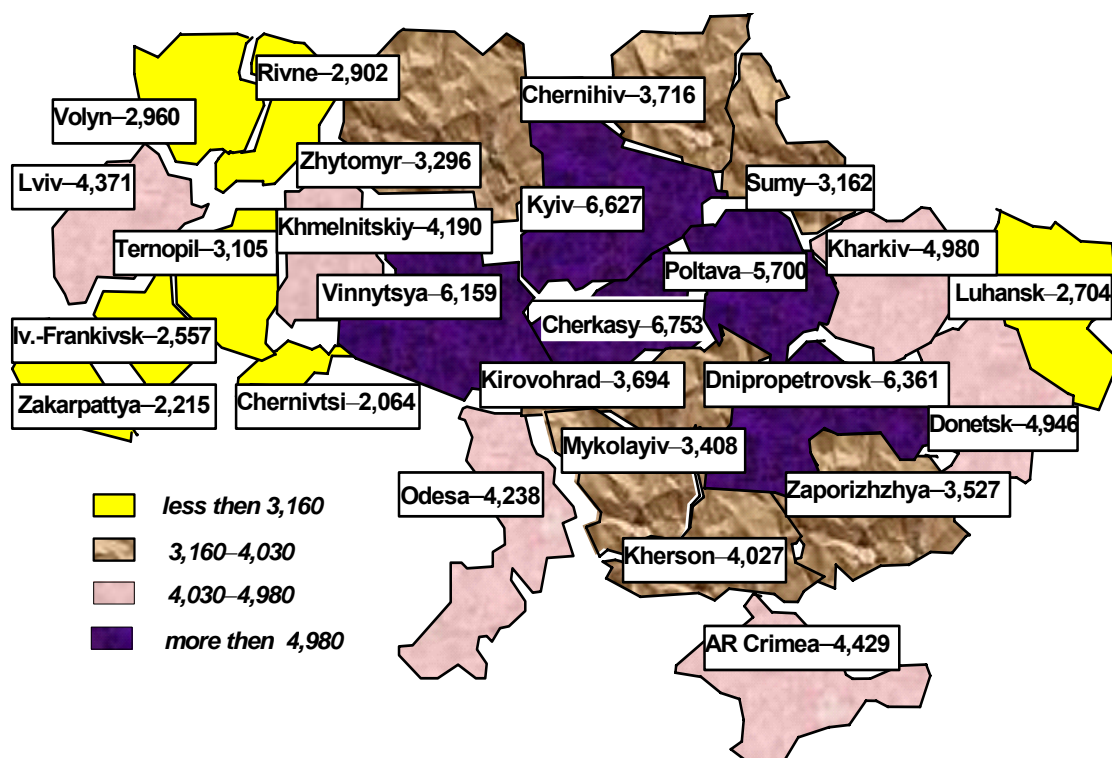 Rivne–2,902
Chernihiv–3,716
Volyn–2,960
Zhytomyr–3,296
Lviv–4,371
Sumy–3,162
Kyiv–6,627
Khmelnitskiy–4,190
Ternopil–3,105
Kharkiv–4,980
Poltava–5,700
Vinnytsya–6,159
Luhansk–2,704
Cherkasy–6,753
Iv.-Frankivsk–2,557
Kirovohrad–3,694
Dnipropetrovsk–6,361
Zakarpattya–2,215
Chernivtsi–2,064
Donetsk–4,946
Mykolayiv–3,408
Odesa–4,238
Zaporizhzhya–3,527
less then 3,160
3,160–4,030
Kherson–4,027
4,030–4,980
more then 4,980
AR Crimea–4,429